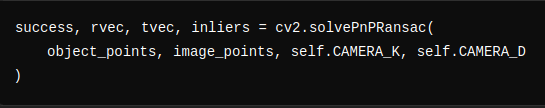 success, rvec, tvec, inliers = cv2.solvePnPRansac(
    object_points, image_points, self.CAMERA_K, self.CAMERA_D
)